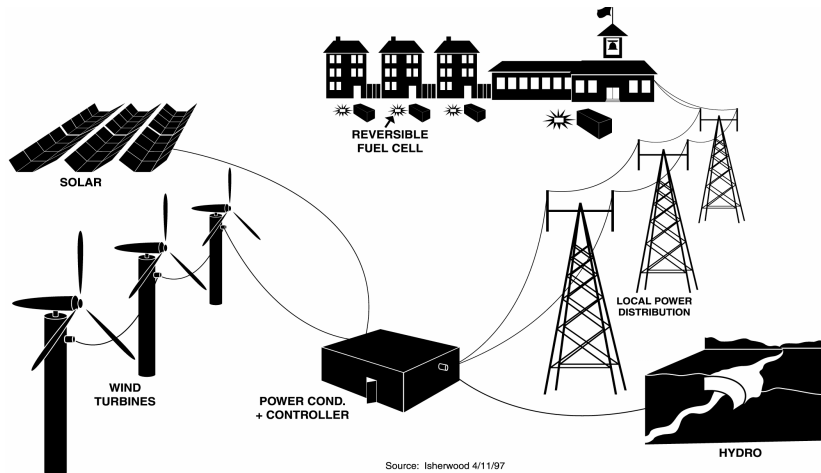 REVERSIBLE
FUEL CELL
SOLAR
LOCAL POWER
DISTRIBUTION
WIND
TURBINES
POWER COND.
+ CONTROLLER
HYDRO
Source: Isherwood 4/11/97